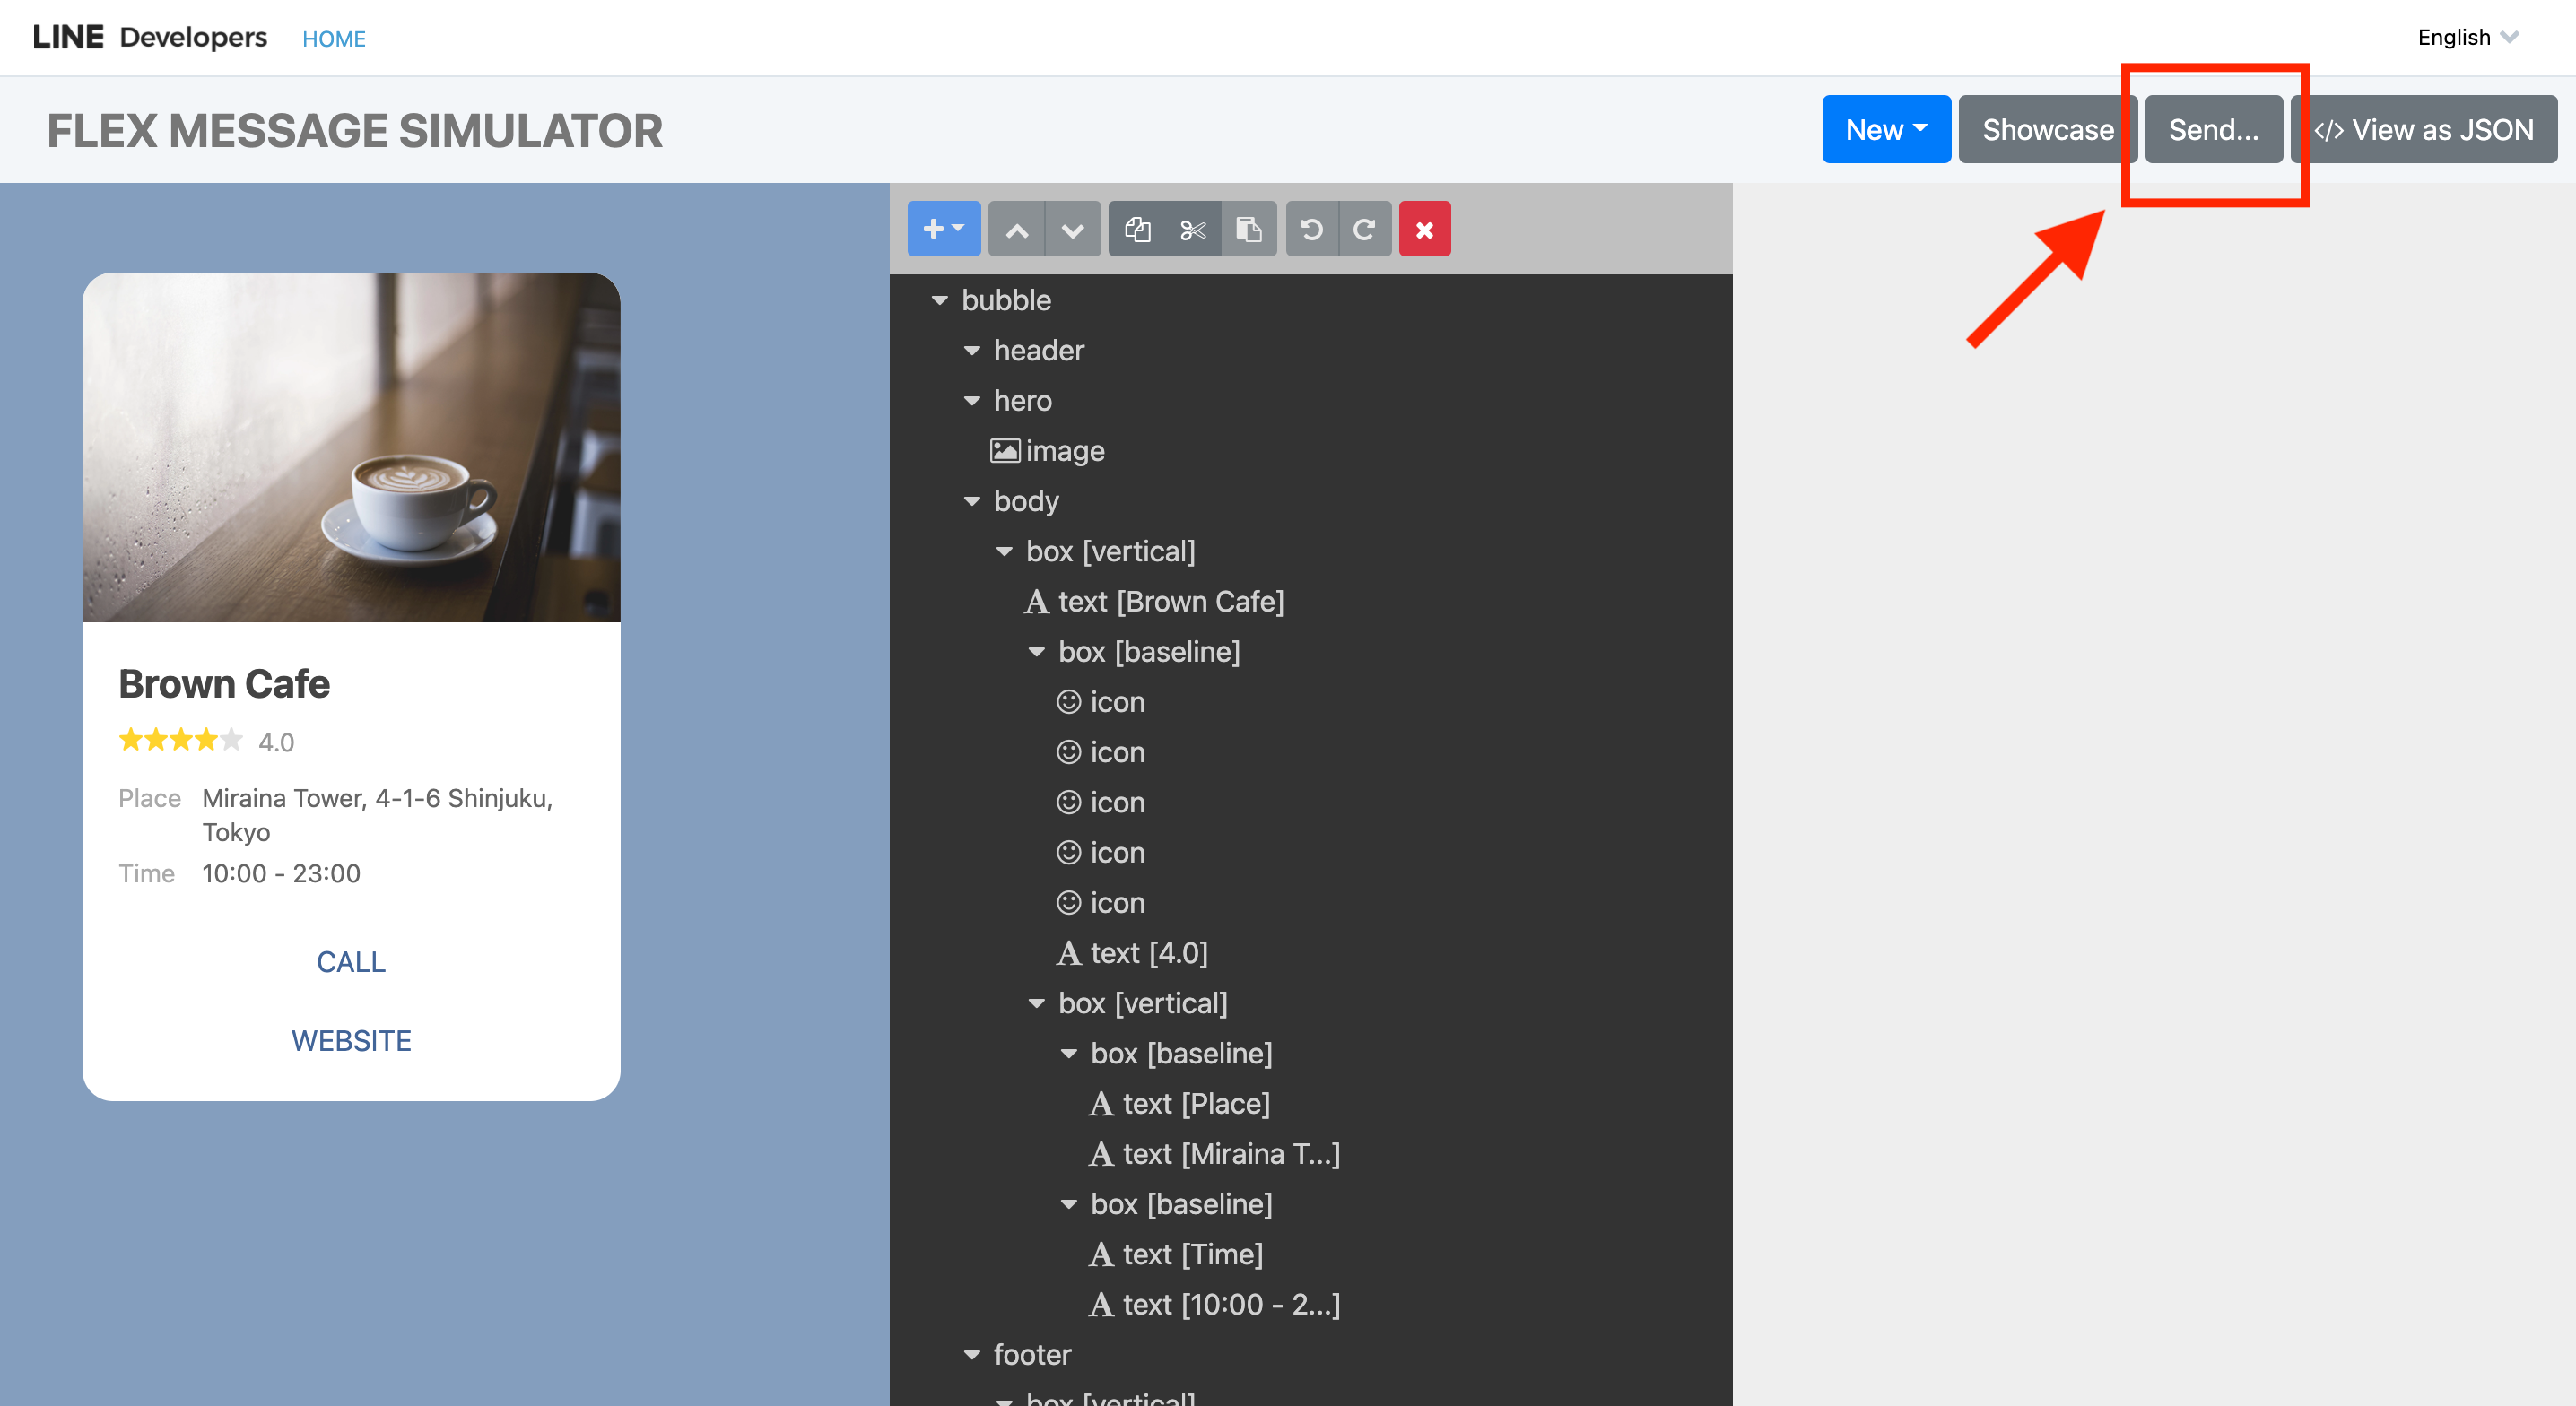 LINE Developers HOME English
FLEX MESSAGE SIMULATOR New Showcase Send... </> View as JSON
Brown Cafe
4.0
Place Miraina Tower, 4-1-6 Shinjuku,
Tokyo
Time 10:00 - 23:00
CALL
WEBSITE
bubble
header
hero
image
body
box [vertical]
A text [Brown Cafe]
box [baseline]
icon
icon
icon
icon
icon
A text [4.0]
box [vertical]
box [baseline]
A text [Place]
A text [Miraina T...]
box [baseline]
A text [Time]
A text [10:00 - 2...]
footer
box [vertical]